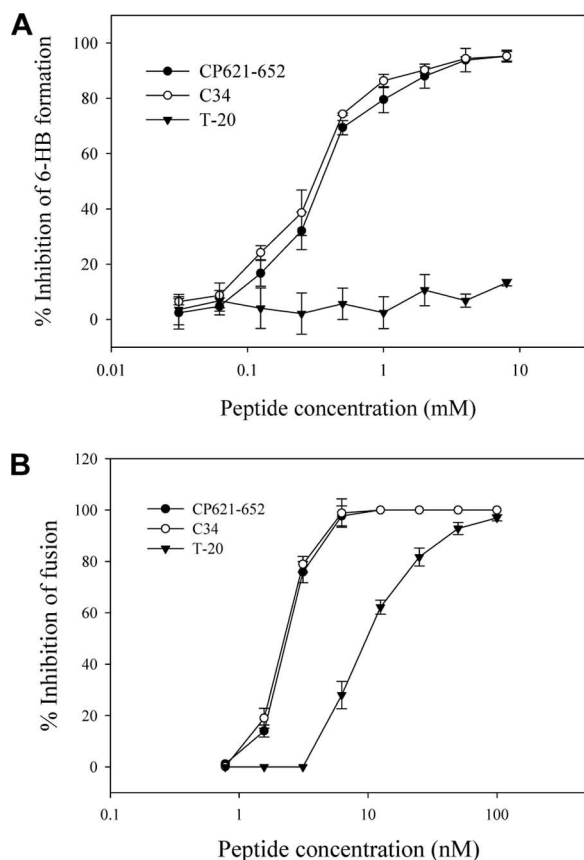 A
CP621-652
C34
T-20
% Inhibition of 6-HB formation
100
80
60
40
20
0
0.01
0.1
1
10
Peptide concentration (mM)
B
CP621-652
C34
T-20
% Inhibition of fusion
120
100
80
60
40
20
0
0.1
1
10
100
Peptide concentration (nM)